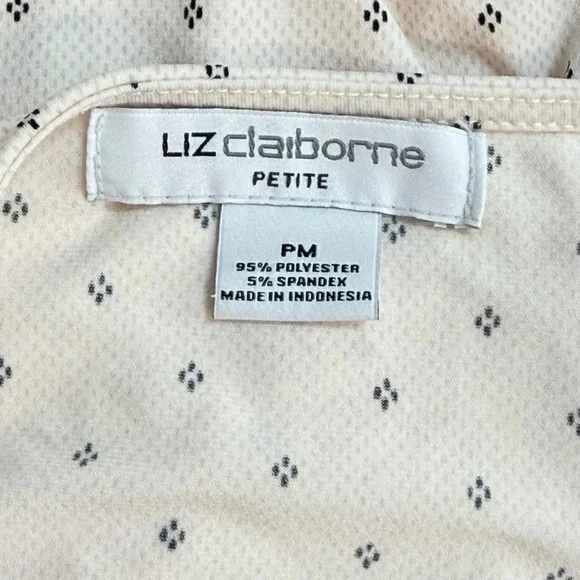 LIZ claiborne
PETITE
PM
95% POLYESTER
5% SPANDEX
MADE IN INDONESIA